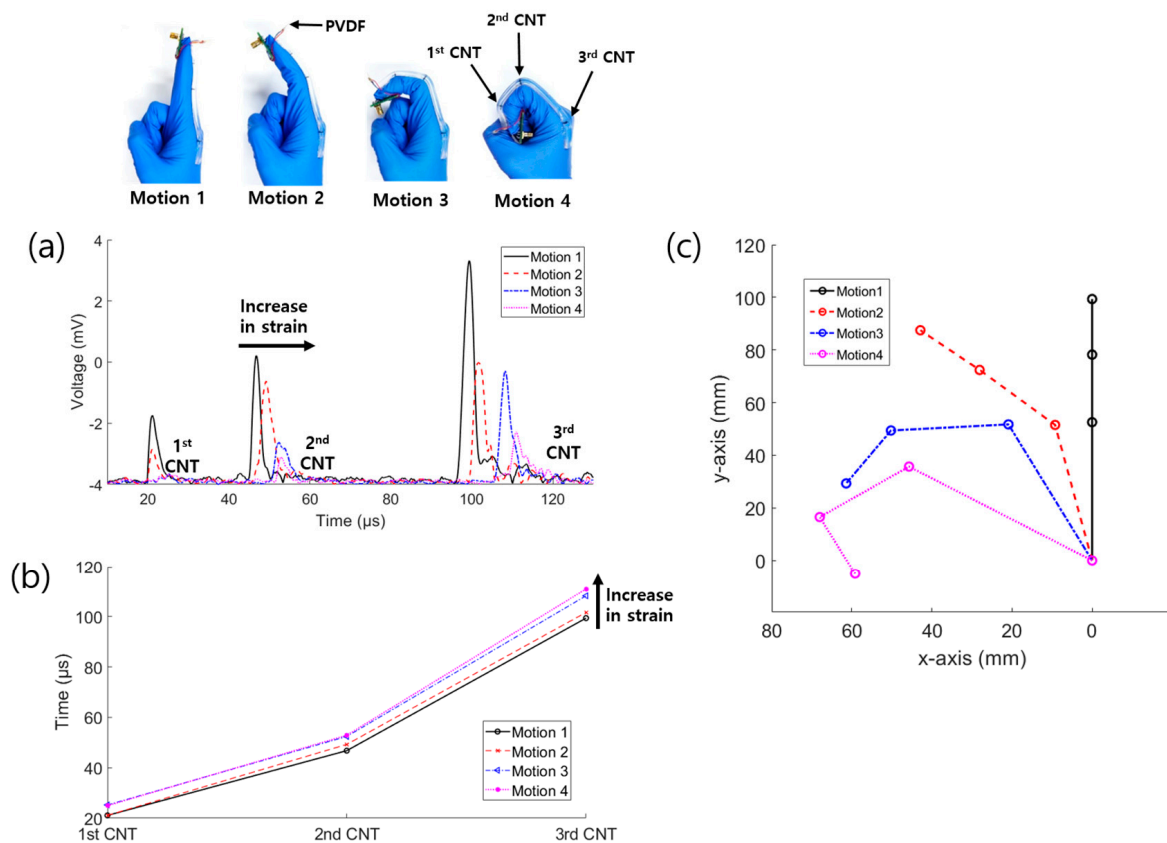 PVDF
2nd CNT
1st CNT
3rd CNT
Motion 1
Motion 2
Motion 3
Motion 4
(a)
4
2
0
-2
-4
Voltage (mV)
Increase
in strain
Motion 1
Motion 2
Motion 3
Motion 4
1st
CNT
2nd
CNT
3rd
CNT
20
40
60
80
100
120
Time (µs)
(b)
120
100
80
60
40
20
Time (µs)
Increase
in strain
Motion 1
Motion 2
Motion 3
Motion 4
1st CNT
2nd CNT
3rd CNT
(c)
120
100
80
60
40
20
0
y-axis (mm)
Motion1
Motion2
Motion3
Motion4
80
60
40
20
0
x-axis (mm)